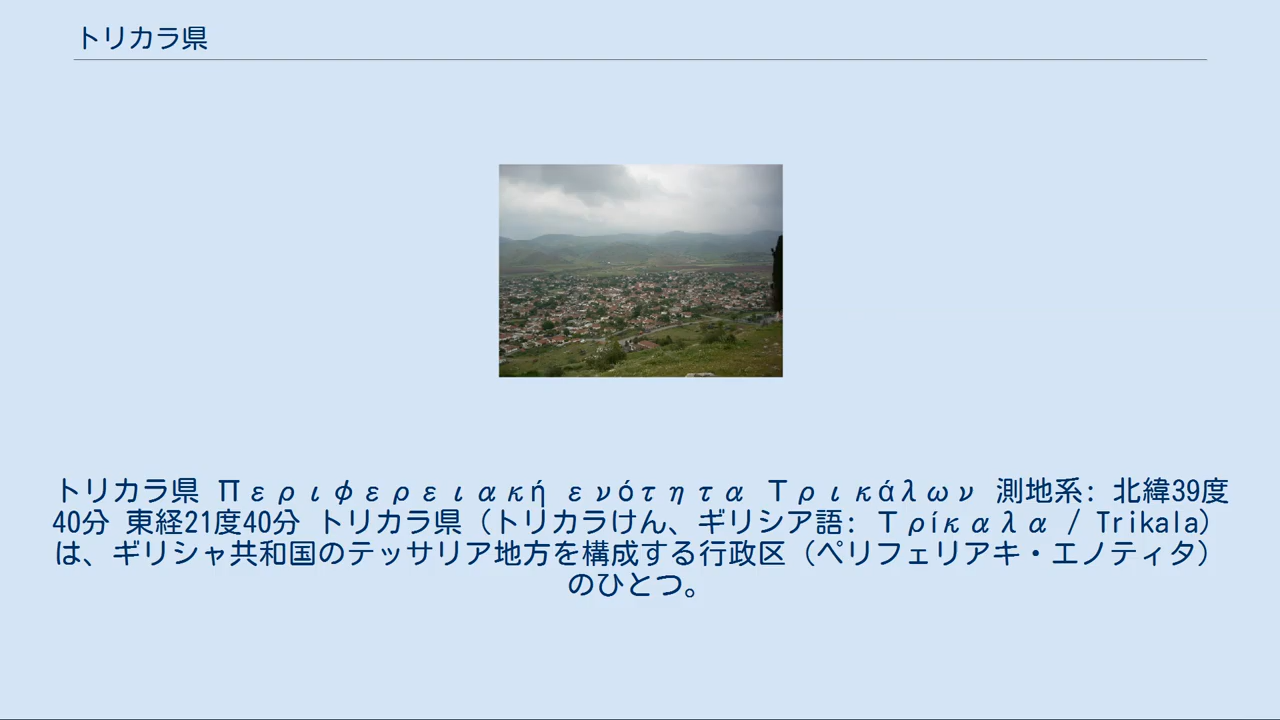 トリカラ県
トリカラ県 Περιφερειακή ενότητα Τρικάλων 測地系: 北緯39度
40分 東経21度40分 トリカラ県（トリカラけん、ギリシア語: Τρίκαλα / Trikala）
は、ギリシャ共和国のテッサリア地方を構成する行政区（ペリフェリアキ・エノティタ）
のひとつ。